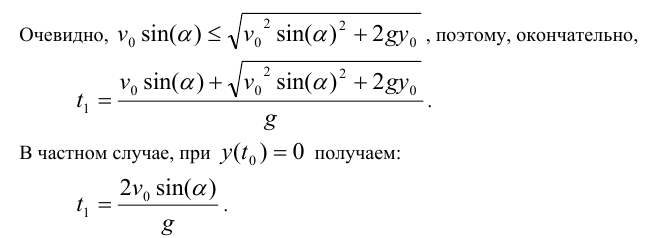 Очевидно, v₀ sin(α) ≤ √(v₀² sin(α)² + 2gy₀) , поэтому, окончательно,
t₁ = (v₀ sin(α) + √(v₀² sin(α)² + 2gy₀)) / g .
В частном случае, при y(t₀) = 0 получаем:
t₁ = 2v₀ sin(α) / g .